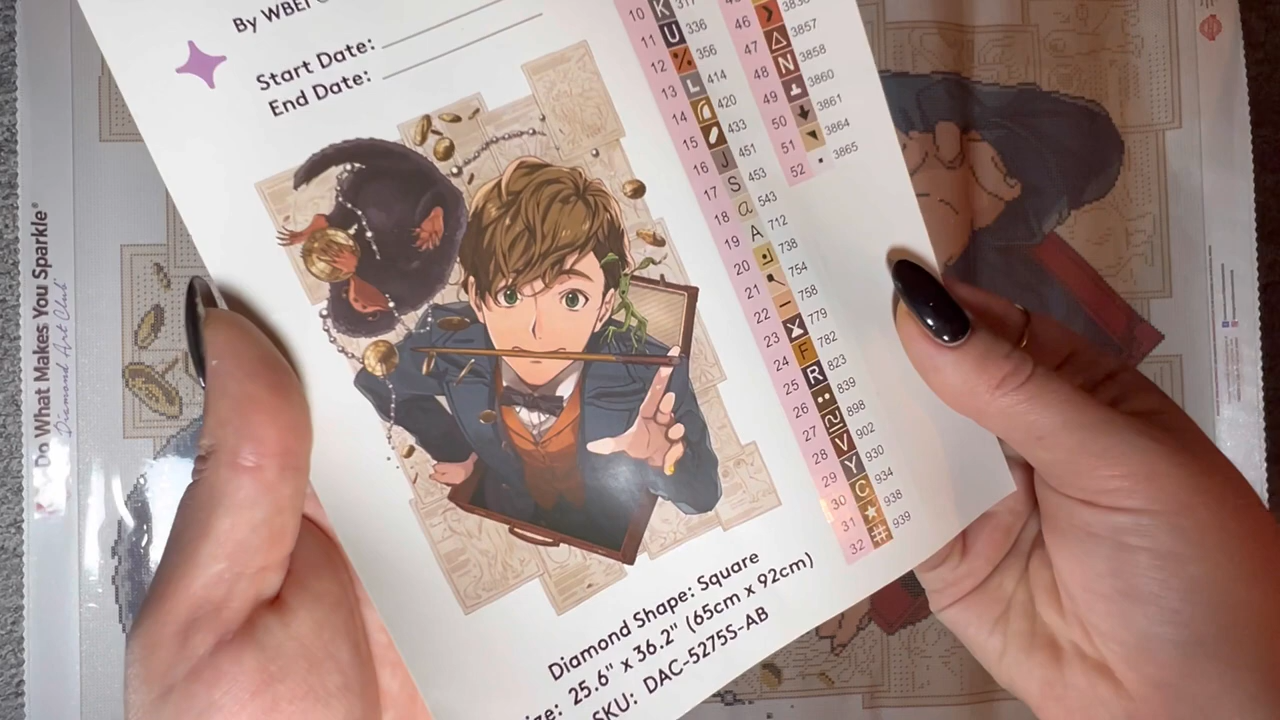 Do What Makes You Sparkle®
Diamond Art Club
By WBEI
Start Date:
End Date:
10 K
11 U 336
12 % 356
13 L 414
14 420
15 433
16 J 451
17 S 453
18 a 543
19 A 712
20 738
21 754
22 – 758
23 779
24 F 782
25 R 823
26 839
27 898
28 V 902
29 Y 930
30 C 934
31 ★ 938
32 # 939
46
47 △ 3857
48 N 3858
49 3860
50 3861
51 3864
52 3865
Diamond Shape: Square
25.6" x 36.2" (65cm x 92cm)
SKU: DAC-5275S-AB